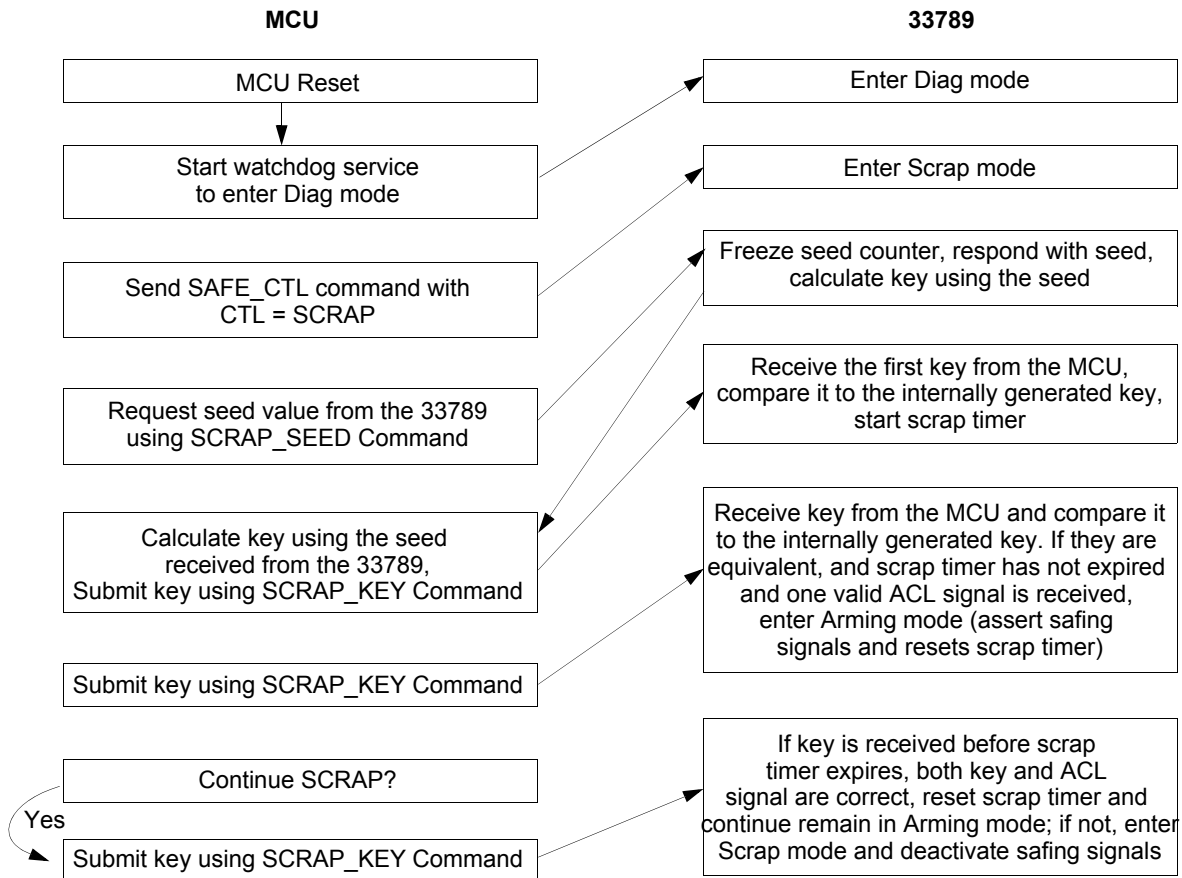 MCU
33789
MCU Reset
Enter Diag mode
Start watchdog service
to enter Diag mode
Enter Scrap mode
Send SAFE_CTL command with
CTL = SCRAP
Freeze seed counter, respond with seed,
calculate key using the seed
Request seed value from the 33789
using SCRAP_SEED Command
Receive the first key from the MCU,
compare it to the internally generated key,
start scrap timer
Calculate key using the seed
received from the 33789,
Submit key using SCRAP_KEY Command
Receive key from the MCU and compare it
to the internally generated key. If they are
equivalent, and scrap timer has not expired
and one valid ACL signal is received,
enter Arming mode (assert safing
signals and resets scrap timer)
Submit key using SCRAP_KEY Command
Continue SCRAP?
Yes
Submit key using SCRAP_KEY Command
If key is received before scrap
timer expires, both key and ACL
signal are correct, reset scrap timer and
continue remain in Arming mode; if not, enter
Scrap mode and deactivate safing signals